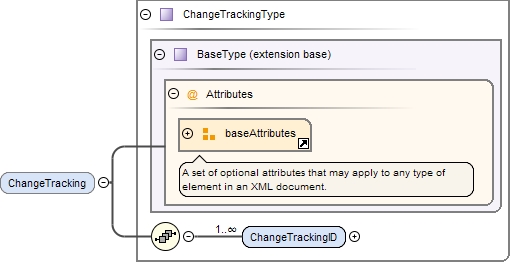 ChangeTrackingType
BaseType (extension base)
@ Attributes
baseAttributes
A set of optional attributes that may apply to any type of
element in an XML document.
ChangeTracking
1..∞
ChangeTrackingID